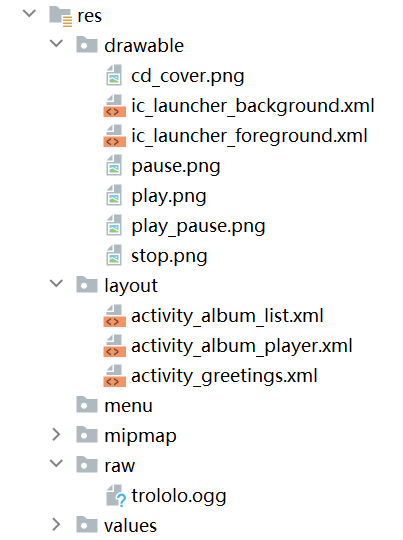 res
drawable
cd_cover.png
ic_launcher_background.xml
ic_launcher_foreground.xml
pause.png
play.png
play_pause.png
stop.png
layout
activity_album_list.xml
activity_album_player.xml
activity_greetings.xml
menu
mipmap
raw
trololo.ogg
values